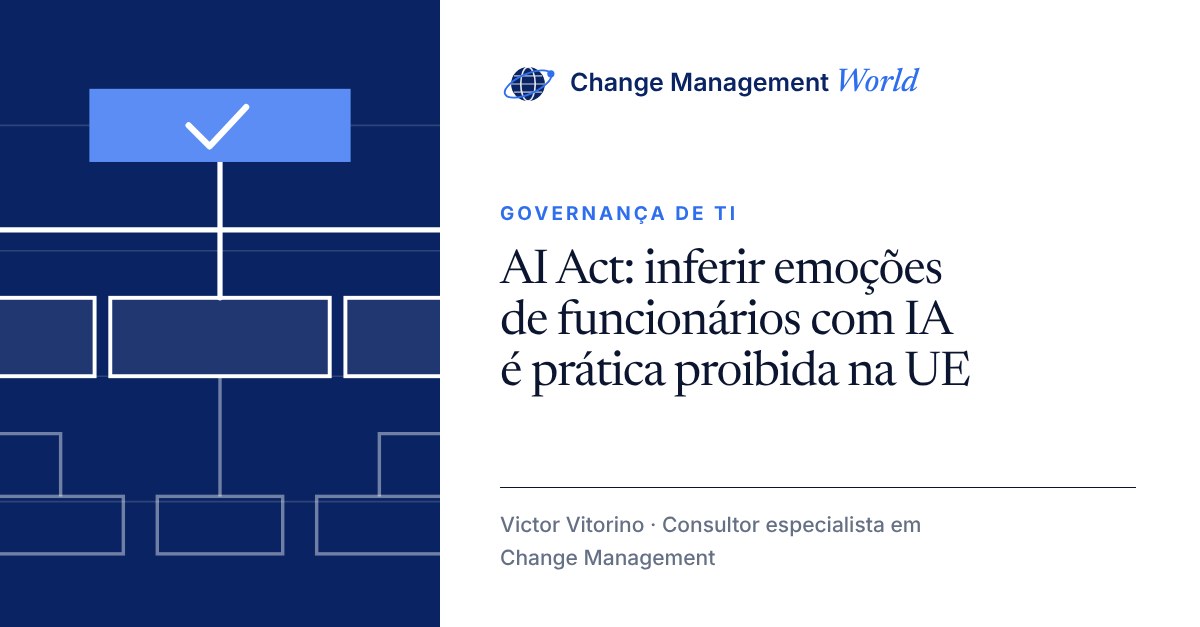 Change Management World
GOVERNANÇA DE TI
AI Act: inferir emoções
de funcionários com IA
é prática proibida na UE
Victor Vitorino · Consultor especialista em
Change Management